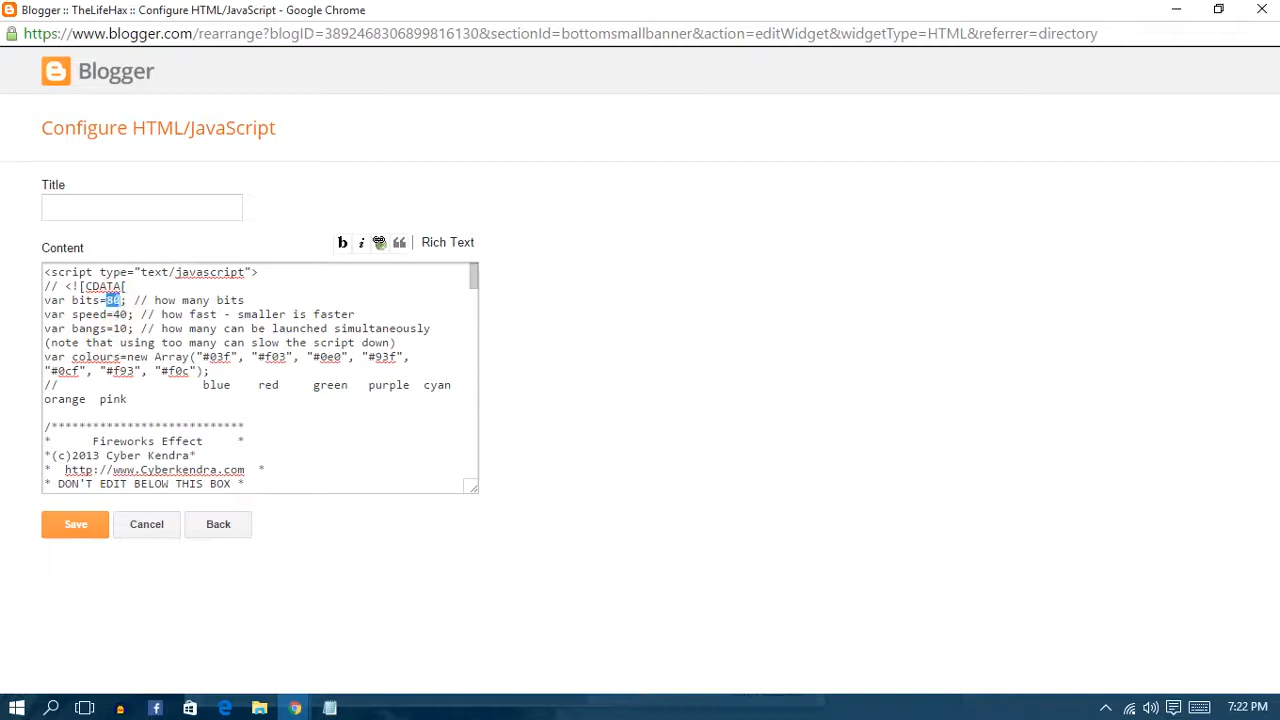 Blogger :: TheLifeHax :: Configure HTML/JavaScript - Google Chrome
https://www.blogger.com/rearrange?blogID=3892468306899816130&sectionId=bottomsmallbanner&action=editWidget&widgetType=HTML&referrer=directory
Blogger
Configure HTML/JavaScript
Title
b i Rich Text
Content
<script type="text/javascript">
// <![CDATA[
var bits=80; // how many bits
var speed=40; // how fast - smaller is faster
var bangs=10; // how many can be launched simultaneously
(note that using too many can slow the script down)
var colours=new Array("#03f", "#f03", "#0e0", "#93f",
"#0cf", "#f93", "#f0c");
// blue red green purple cyan
orange pink
/****************************
* Fireworks Effect *
*(c)2013 Cyber Kendra*
* http://www.Cyberkendra.com *
* DON'T EDIT BELOW THIS BOX *
Save Cancel Back
7:22 PM